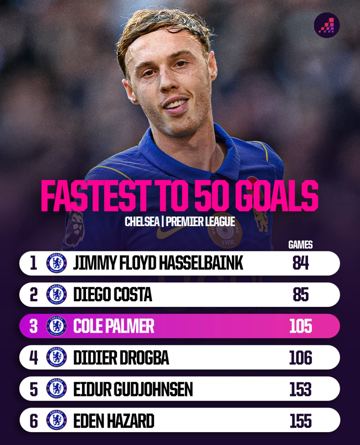 FASTEST TO 50 GOALS
CHELSEA | PREMIER LEAGUE
GAMES
1 JIMMY FLOYD HASSELBAINK 84
2 DIEGO COSTA 85
3 COLE PALMER 105
4 DIDIER DROGBA 106
5 EIDUR GUDJOHNSEN 153
6 EDEN HAZARD 155